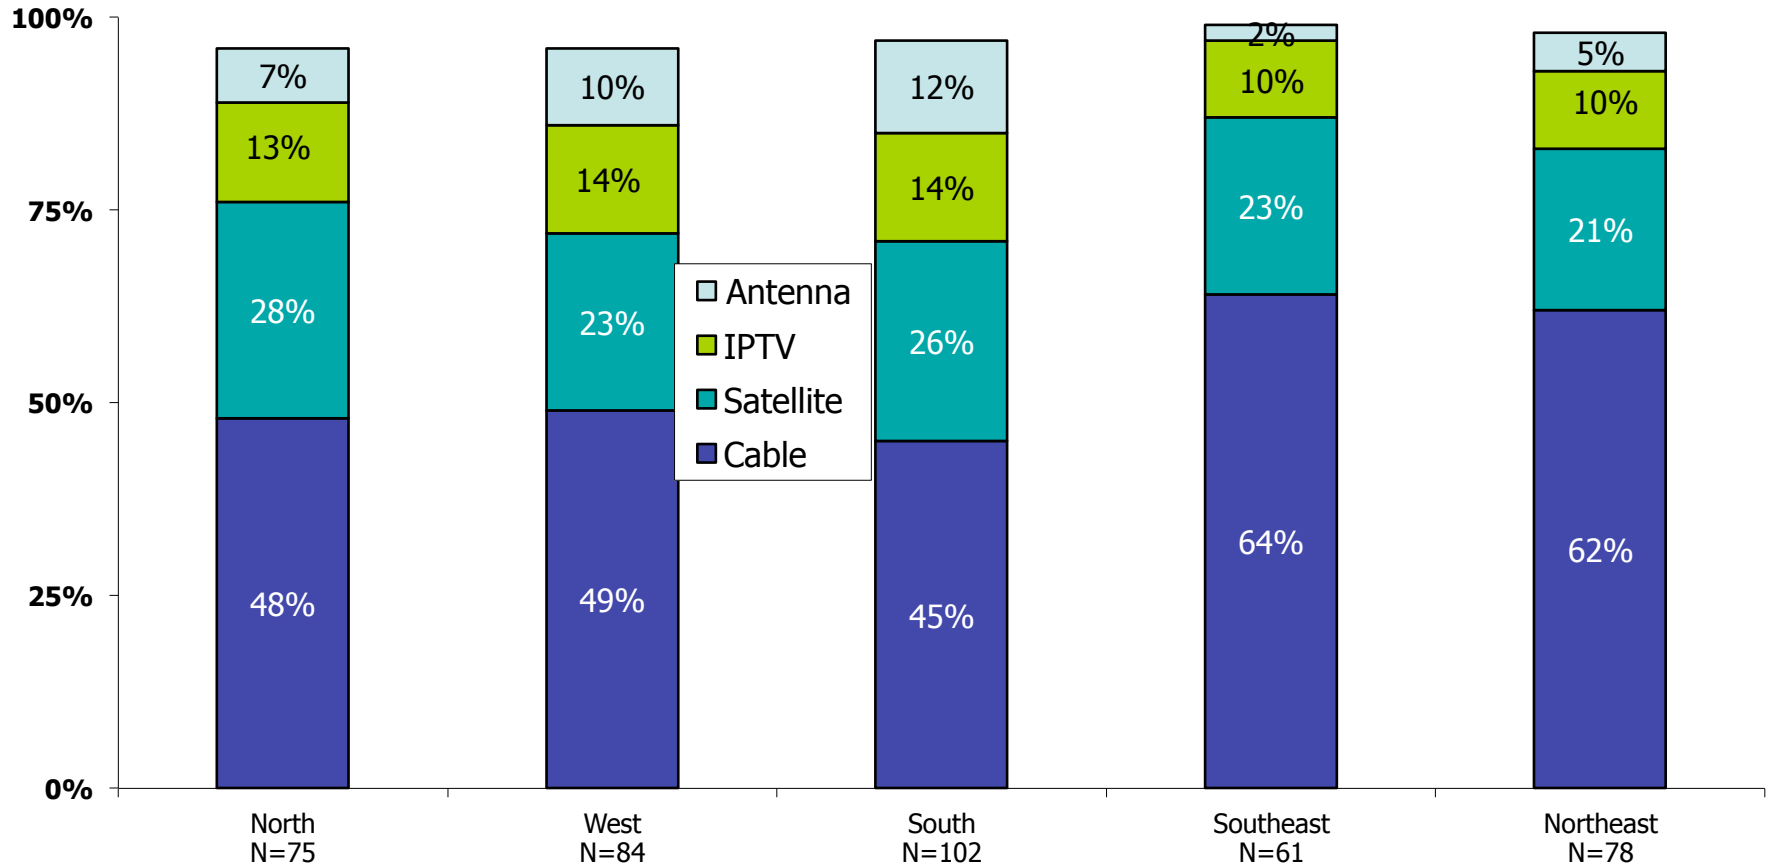 100%
75%
50%
25%
0%
7%
13%
28%
48%
10%
14%
23%
49%
12%
14%
26%
45%
2%
10%
23%
64%
5%
10%
21%
62%
Antenna
IPTV
Satellite
Cable
North
N=75
West
N=84
South
N=102
Southeast
N=61
Northeast
N=78